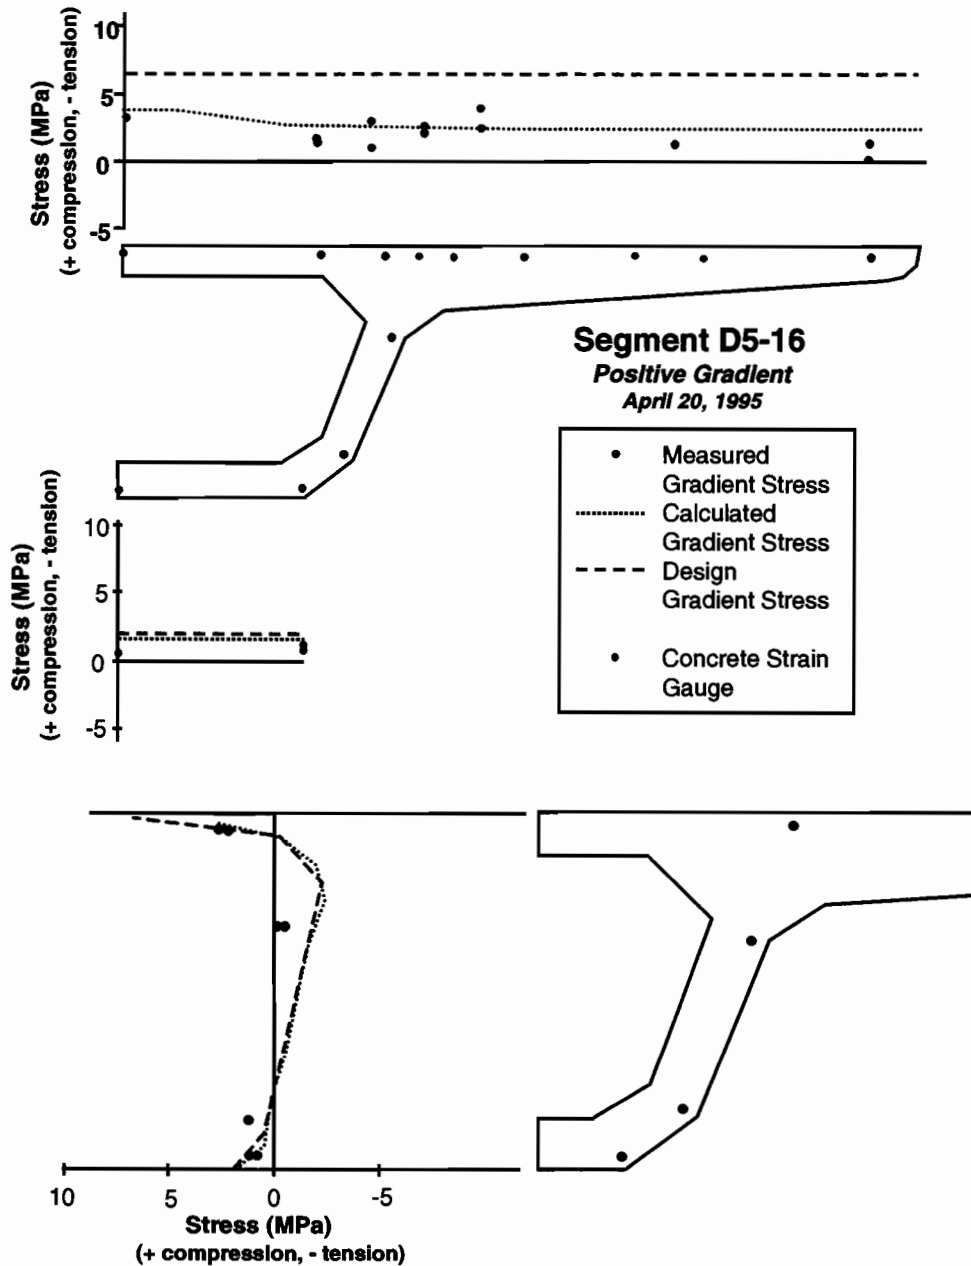 10
5
0
-5
Stress (MPa)
(+ compression, - tension)
Segment D5-16
Positive Gradient
April 20, 1995
Measured
Gradient Stress
Calculated
Gradient Stress
Design
Gradient Stress
Concrete Strain
Gauge
10
5
0
-5
Stress (MPa)
(+ compression, - tension)
10 5 0 -5
Stress (MPa)
(+ compression, - tension)